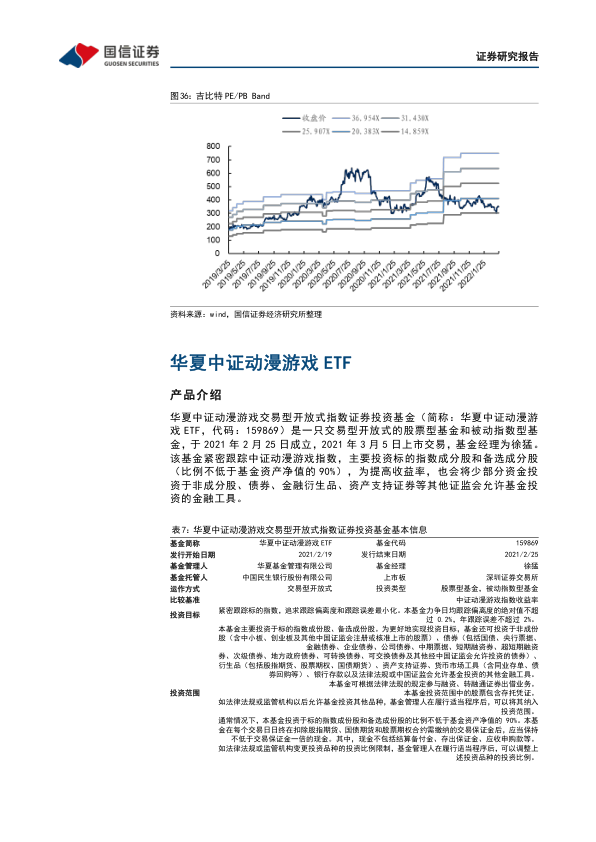 国信证券
GUOSEN SECURITIES
证券研究报告
图36：吉比特 PE/PB Band
收盘价 36.954X 31.430X
25.907X 20.383X 14.859X
800
700
600
500
400
300
200
100
0
2019/3/25
2019/5/25
2019/7/25
2019/9/25
2019/11/25
2020/1/25
2020/3/25
2020/5/25
2020/7/25
2020/9/25
2020/11/25
2021/1/25
2021/3/25
2021/5/25
2021/7/25
2021/9/25
2021/11/25
2022/1/25
资料来源：wind，国信证券经济研究所整理
华夏中证动漫游戏 ETF
产品介绍
华夏中证动漫游戏交易型开放式指数证券投资基金（简称：华夏中证动漫游
戏 ETF，代码：159869）是一只交易型开放式的股票型基金和被动指数型基
金，于 2021 年 2 月 25 日成立，2021 年 3 月 5 日上市交易，基金经理为徐猛。
该基金紧密跟踪中证动漫游戏指数，主要投资标的指数成分股和备选成分股
（比例不低于基金资产净值的 90%），为提高收益率，也会将少部分资金投
资于非成分股、债券、金融衍生品、资产支持证券等其他证监会允许基金投
资的金融工具。
表7：华夏中证动漫游戏交易型开放式指数证券投资基金基本信息
基金简称 华夏中证动漫游戏 ETF 基金代码 159869
发行开始日期 2021/2/19 发行结束日期 2021/2/25
基金管理人 华夏基金管理有限公司 基金经理 徐猛
基金托管人 中国民生银行股份有限公司 上市板 深圳证券交易所
运作方式 交易型开放式 投资类型 股票型基金，被动指数型基金
比较基准 中证动漫游戏指数收益率
投资目标 紧密跟踪标的指数，追求跟踪偏离度和跟踪误差最小化。本基金力争日均跟踪偏离度的绝对值不超
过 0.2%，年跟踪误差不超过 2%。
本基金主要投资于标的指数成份股、备选成份股。为更好地实现投资目标，基金还可投资于非成份
股（含中小板、创业板及其他中国证监会注册或核准上市的股票）、债券（包括国债、央行票据、
金融债券、企业债券、公司债券、中期票据、短期融资券、超短期融资
券、次级债券、地方政府债券、可转换债券、可交换债券及其他经中国证监会允许投资的债券）、
衍生品（包括股指期货、股票期权、国债期货）、资产支持证券、货币市场工具（含同业存单、债
券回购等）、银行存款以及法律法规或中国证监会允许基金投资的其他金融工具。
本基金可根据法律法规的规定参与融资、转融通证券出借业务。
投资范围 本基金投资范围中的股票包含存托凭证。
如法律法规或监管机构以后允许基金投资其他品种，基金管理人在履行适当程序后，可以将其纳入
投资范围。
通常情况下，本基金投资于标的指数成份股和备选成份股的比例不低于基金资产净值的 90%。本基
金在每个交易日日终在扣除股指期货、国债期货和股票期权合约需缴纳的交易保证金后，应当保持
不低于交易保证金一倍的现金。其中，现金不包括结算备付金、存出保证金、应收申购款等。
如法律法规或监管机构变更投资品种的投资比例限制，基金管理人在履行适当程序后，可以调整上
述投资品种的投资比例。